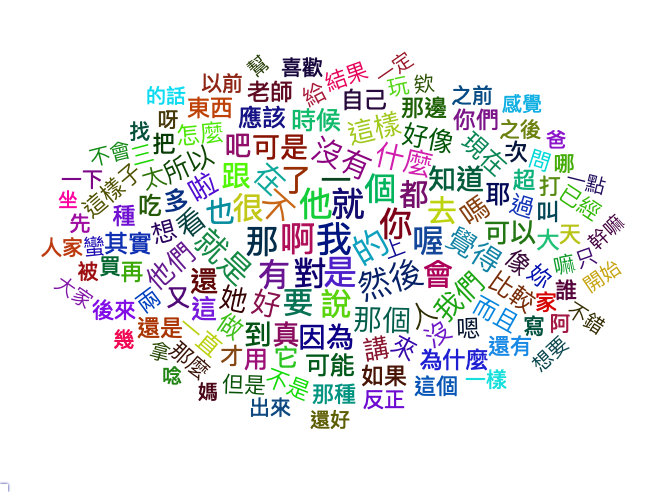 幫 喜歡 結果 一定
的話 以前 老師 給 自己 玩 欸 之前
呀 東西 應該 時候 那邊 你們 感覺
找 把 怎麼 這樣 好像 之後 爸
不會 三 吧 可是 沒有 什麼 現在 次 問 哪
一下 這樣子 太 所以 跟 在 了 一 個 都 知道 超 打 已經 一點
坐 種 吃 多 啦 也 很 不 他 就 去 嗎 耶 過 叫
先 想 看 你 可以 大 天 幹嘛
人家 蠻 其實 就是 那 啊 我 的 上 喔 覺得 像 妳 嘛 只
被 買 再 他們 還 有 對 是 然後 會 比較 誰 開始
大家 後來 兩 又 這 她 好 要 說 那個 人 我們 而且 家 不錯
幾 還是 一直 做 到 真 因為 沒 嗯 寫 阿
拿 那麼 才 用 它 可能 講 來 為什麼 還有 想要
唸 媽 但是 不是 那種 如果 這個 一樣
出來 反正
還好